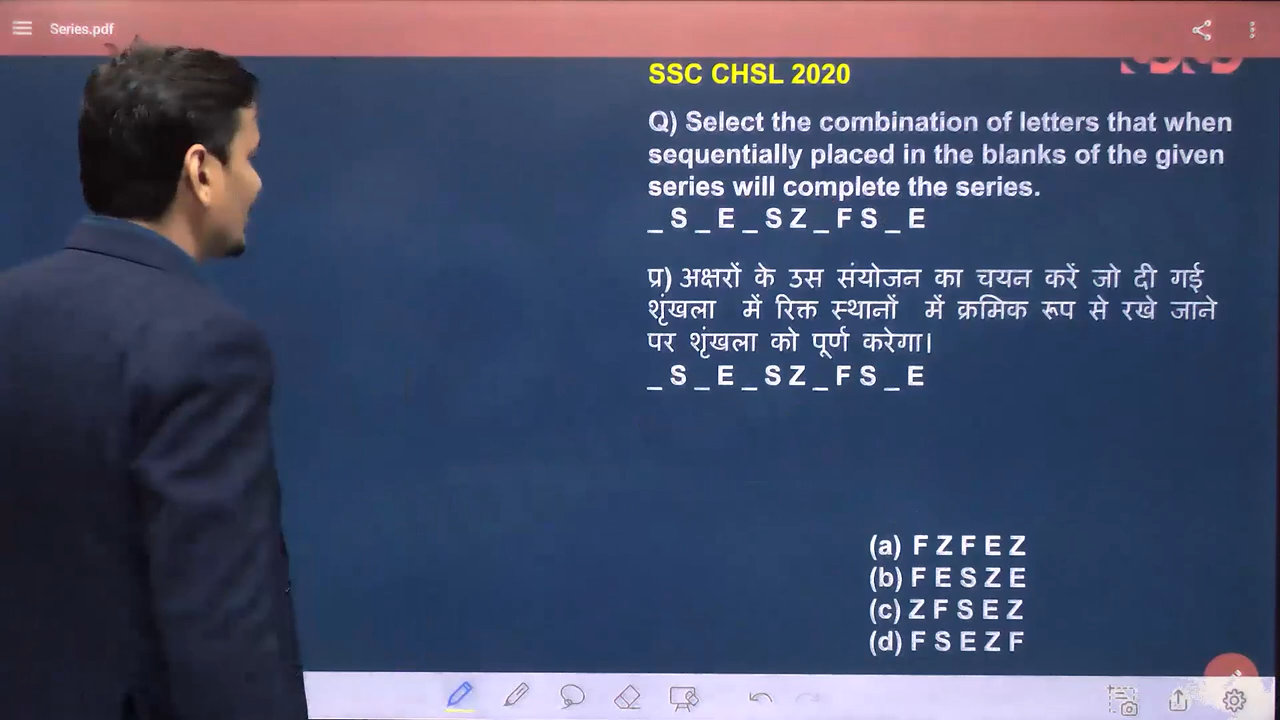 Series.pdf
SSC CHSL 2020
Q) Select the combination of letters that when
sequentially placed in the blanks of the given
series will complete the series.
_ S _ E _ S Z _ F S _ E
प्र) अक्षरों के उस संयोजन का चयन करें जो दी गई
शृंखला में रिक्त स्थानों में क्रमिक रूप से रखे जाने
पर शृंखला को पूर्ण करेगा।
_ S _ E _ S Z _ F S _ E
(a) F Z F E Z
(b) F E S Z E
(c) Z F S E Z
(d) F S E Z F